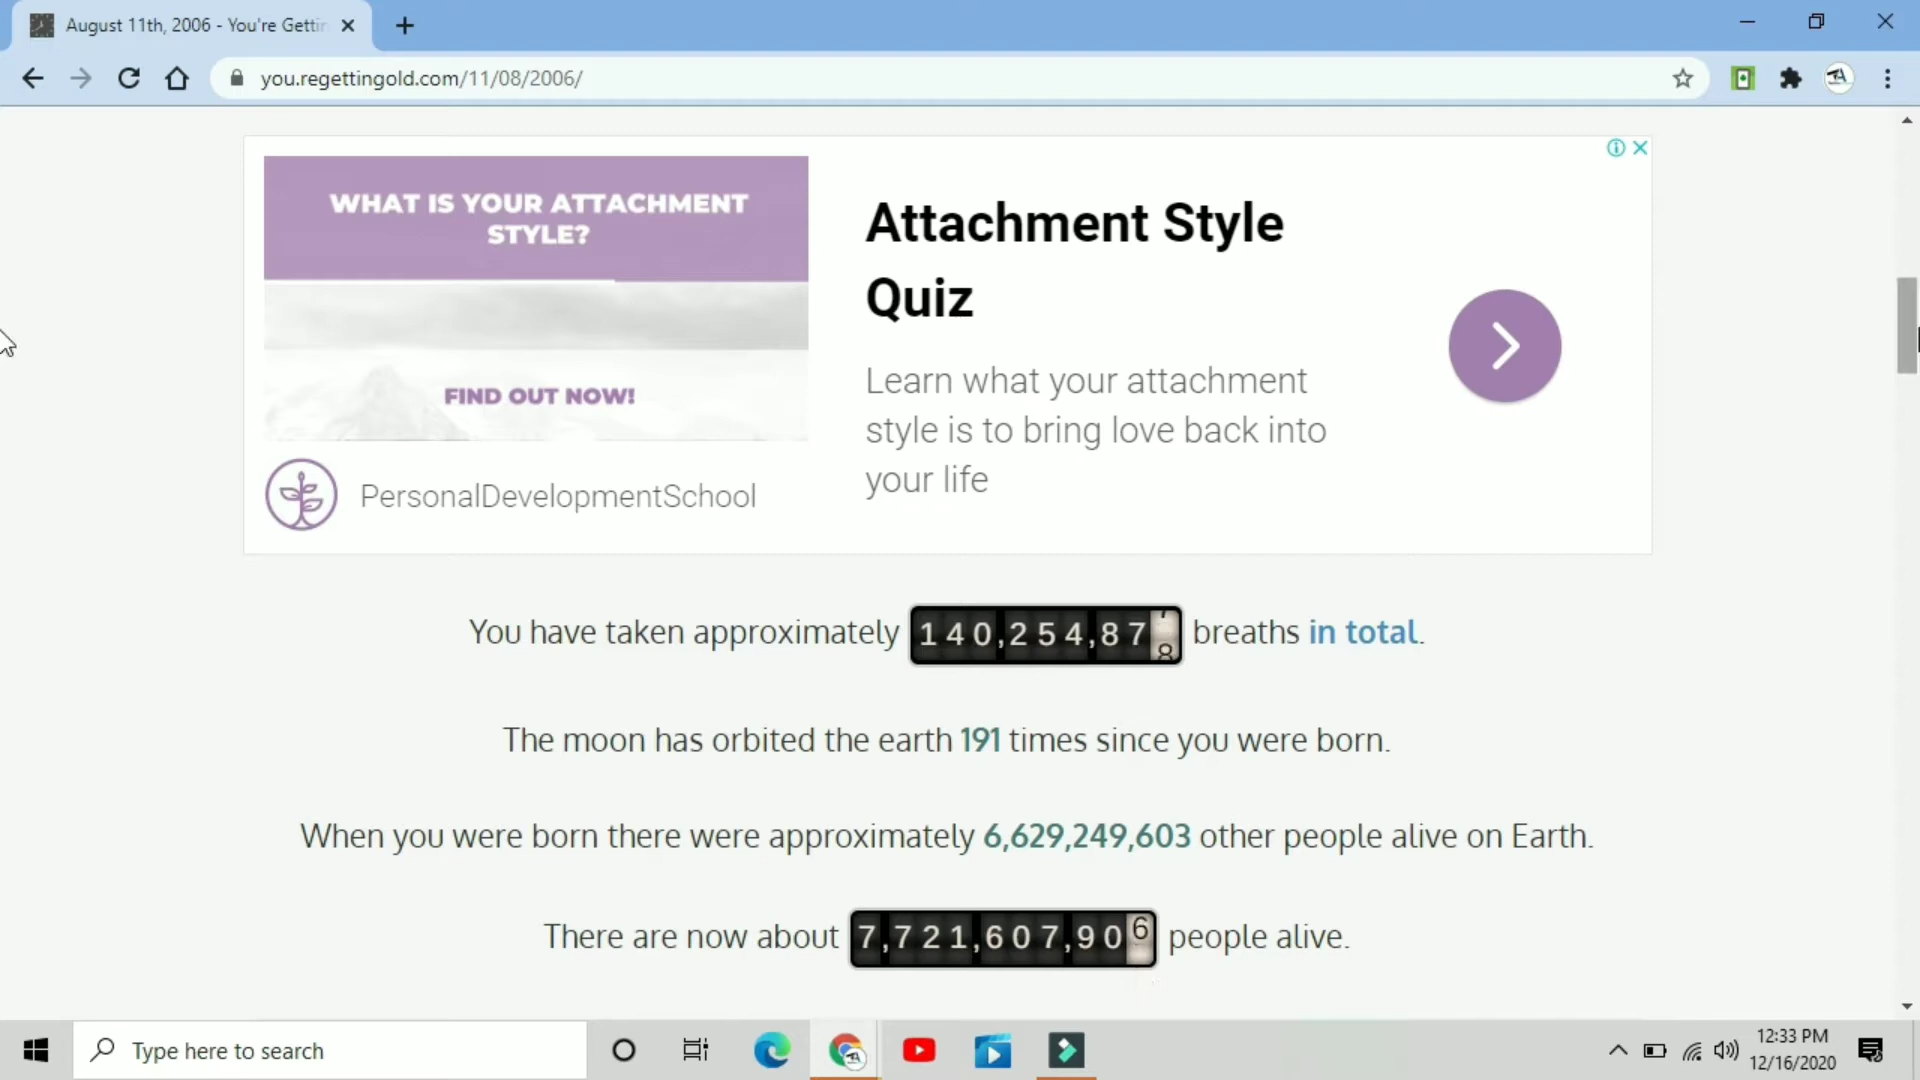 August 11th, 2006 - You're Gettin
you.regettingold.com/11/08/2006/
WHAT IS YOUR ATTACHMENT
STYLE?
FIND OUT NOW!
PersonalDevelopmentSchool
Attachment Style
Quiz
Learn what your attachment
style is to bring love back into
your life
You have taken approximately 140,254,878 breaths in total.
The moon has orbited the earth 191 times since you were born.
When you were born there were approximately 6,629,249,603 other people alive on Earth.
There are now about 7,721,607,906 people alive.
Type here to search
12:33 PM
12/16/2020